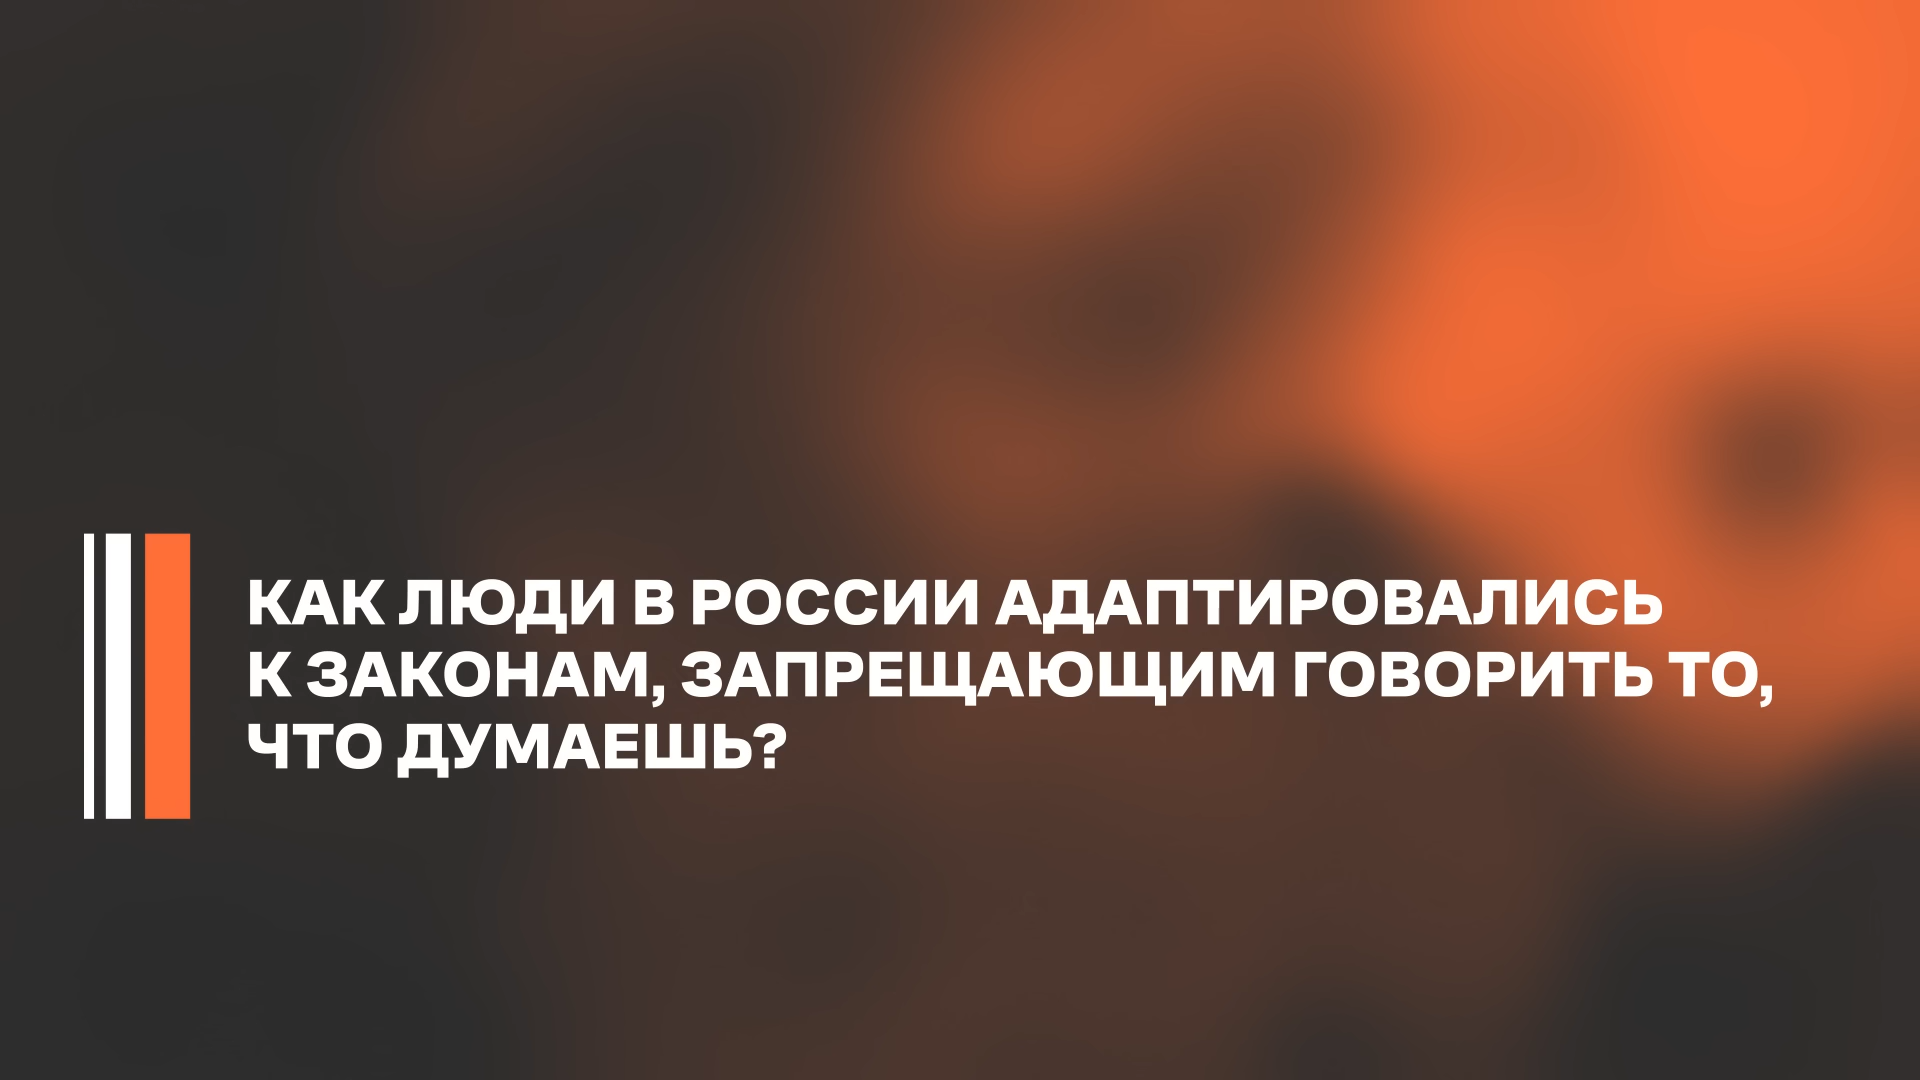 КАК ЛЮДИ В РОССИИ АДАПТИРОВАЛИСЬ
К ЗАКОНАМ, ЗАПРЕЩАЮЩИМ ГОВОРИТЬ ТО,
ЧТО ДУМАЕШЬ?